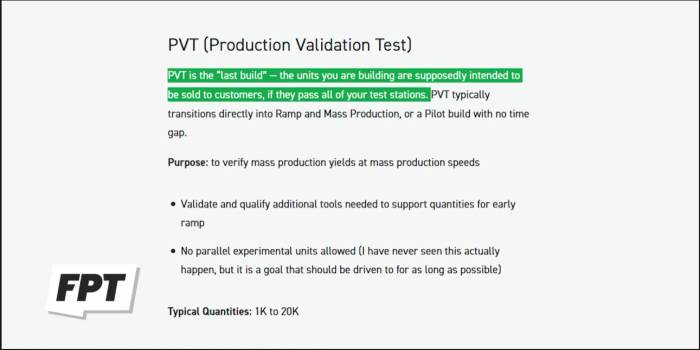 PVT (Production Validation Test)
PVT is the "last build" — the units you are building are supposedly intended to
be sold to customers, if they pass all of your test stations. PVT typically
transitions directly into Ramp and Mass Production, or a Pilot build with no time
gap.
Purpose: to verify mass production yields at mass production speeds
• Validate and qualify additional tools needed to support quantities for early
ramp
• No parallel experimental units allowed (I have never seen this actually
happen, but it is a goal that should be driven to for as long as possible)
FPT
Typical Quantities: 1K to 20K